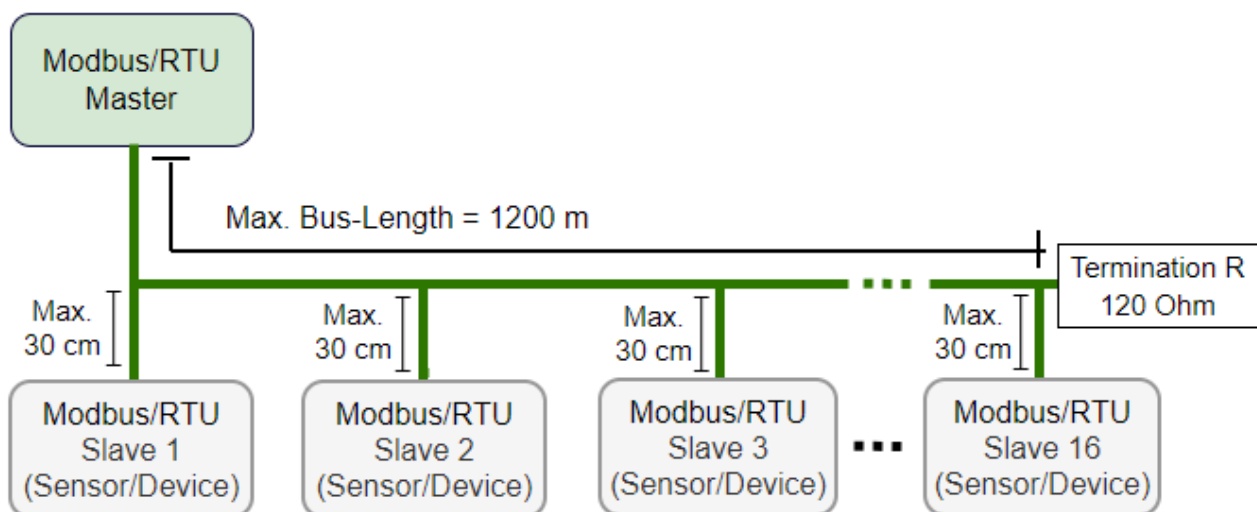 Modbus/RTU
Master
Max. Bus-Length = 1200 m
Termination R
120 Ohm
Max.
30 cm
Max.
30 cm
Max.
30 cm
Max.
30 cm
Modbus/RTU
Slave 1
(Sensor/Device)
Modbus/RTU
Slave 2
(Sensor/Device)
Modbus/RTU
Slave 3
(Sensor/Device)
Modbus/RTU
Slave 16
(Sensor/Device)